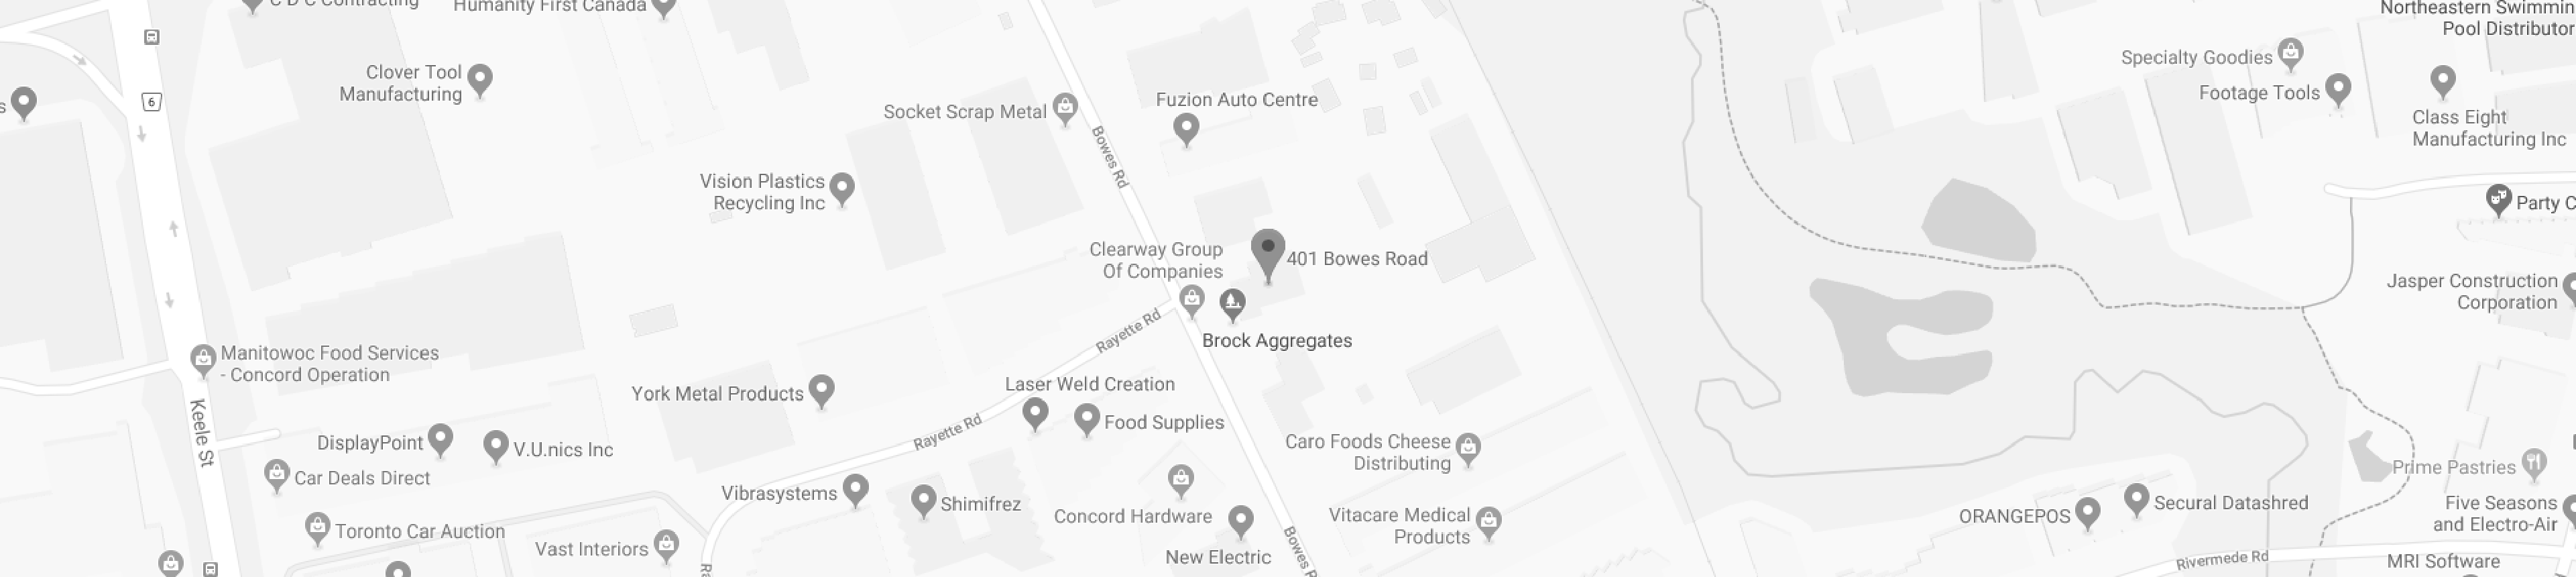 C D C Contracting
Humanity First Canada
Northeastern Swimmin
Pool Distributor
6
Clover Tool
Manufacturing
s
Socket Scrap Metal
Fuzion Auto Centre
Specialty Goodies
Footage Tools
Class Eight
Manufacturing Inc
Bowes Rd
Vision Plastics
Recycling Inc
Party C
Clearway Group
Of Companies
401 Bowes Road
Jasper Construction
Corporation
Rayette Rd
Brock Aggregates
Manitowoc Food Services
- Concord Operation
York Metal Products
Laser Weld Creation
Food Supplies
Keele St
Rayette Rd
DisplayPoint
V.U.nics Inc
Car Deals Direct
Caro Foods Cheese
Distributing
Prime Pastries
Vibrasystems
Shimifrez
Concord Hardware
Vitacare Medical
Products
ORANGEPOS
Secural Datashred
Five Seasons
and Electro-Air
Toronto Car Auction
Vast Interiors
New Electric
Bowes R
Ra
Rivermede Rd
MRI Software